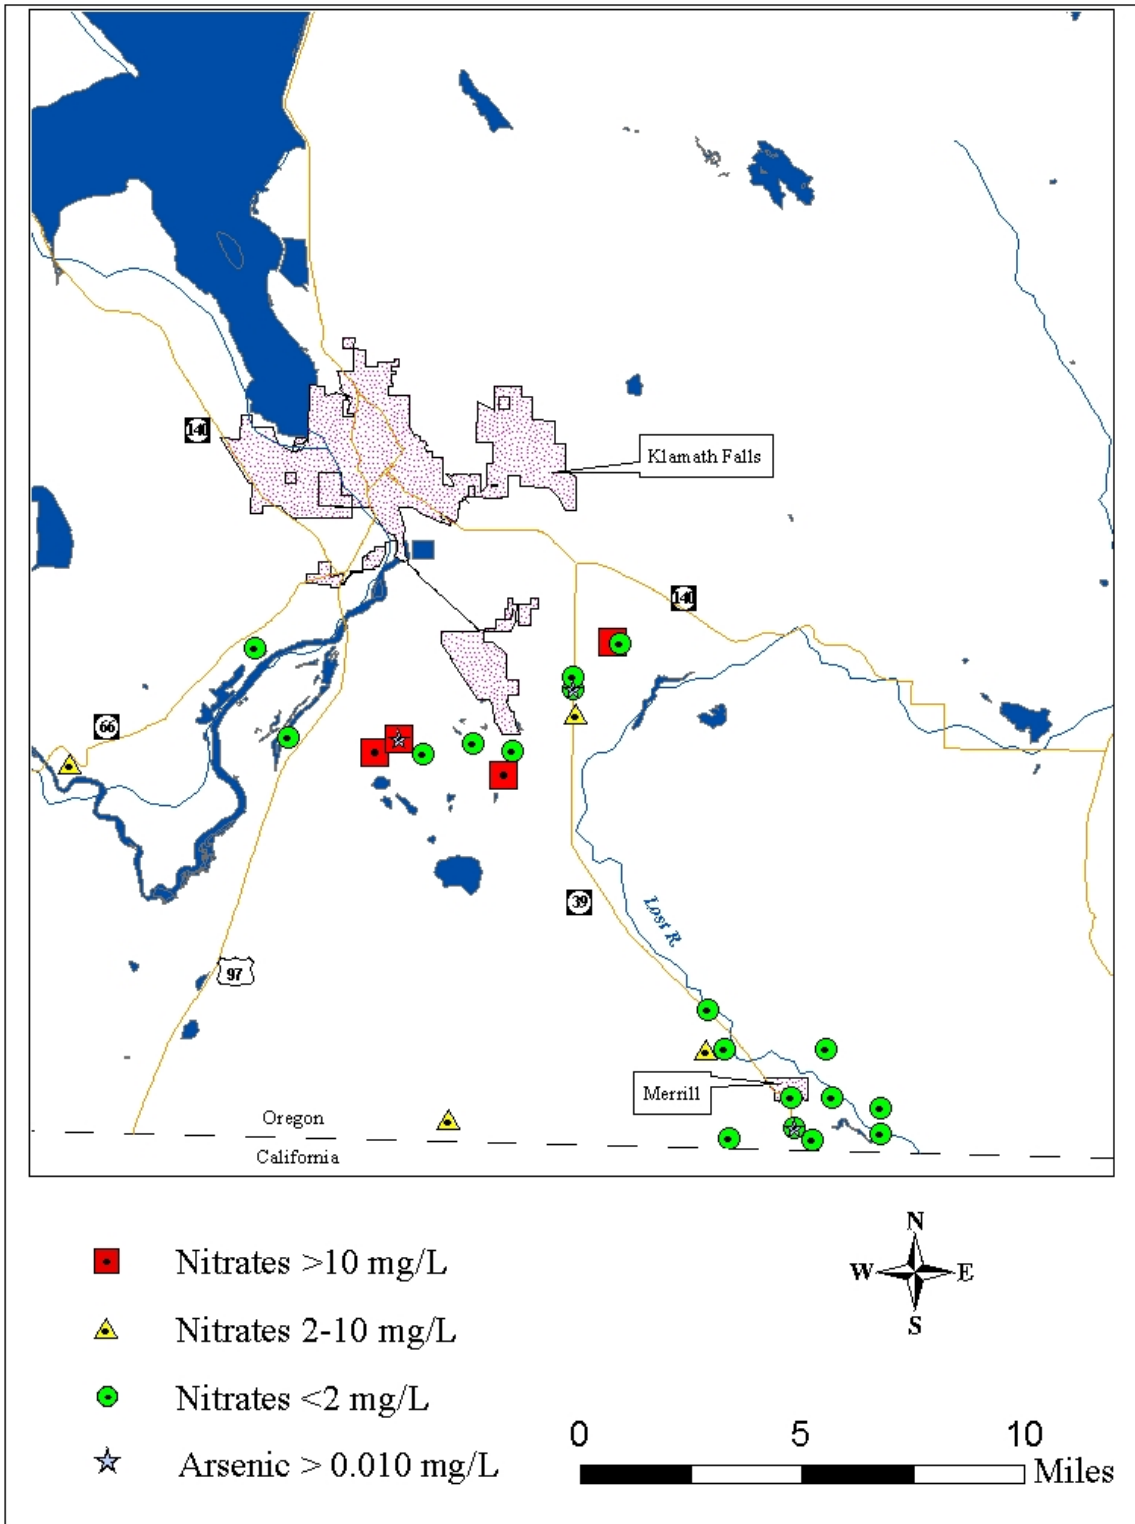 140
Klamath Falls
140
66
39
Lost R
97
Merrill
Oregon
California
Nitrates >10 mg/L
Nitrates 2-10 mg/L
Nitrates <2 mg/L
Arsenic > 0.010 mg/L
N
W E
S
0 5 10
Miles